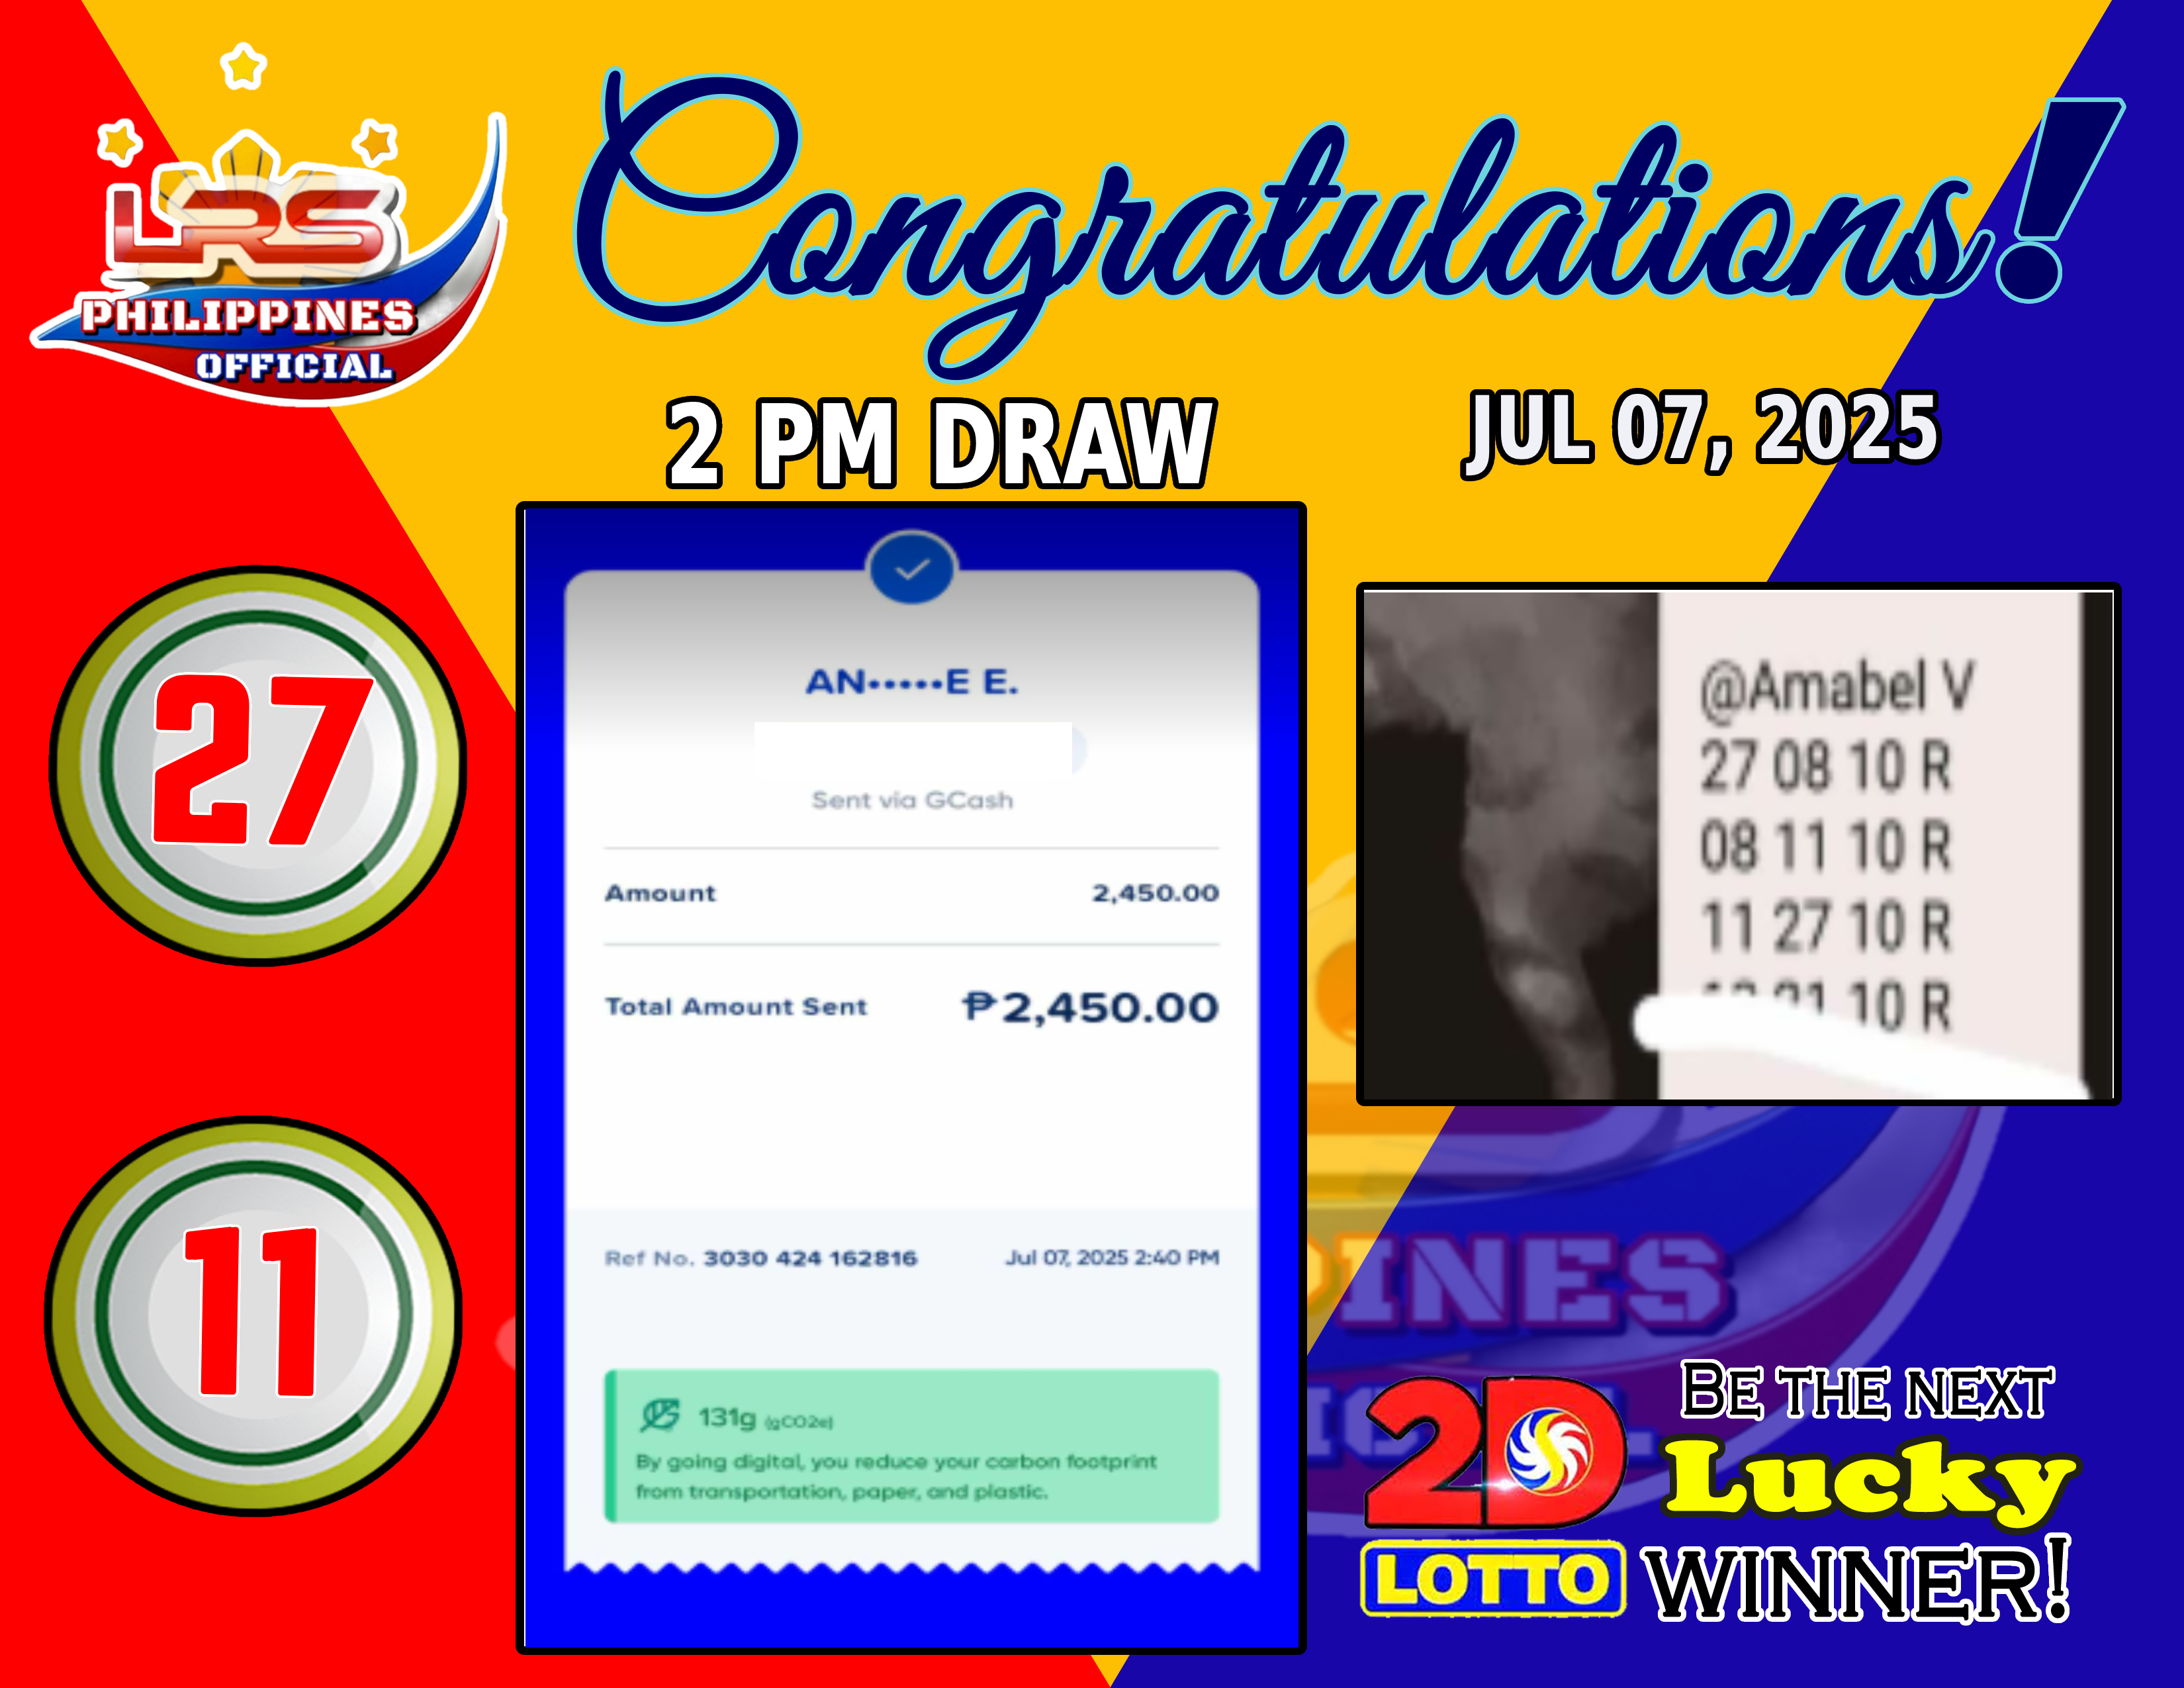 LRS
PHILIPPINES
OFFICIAL
Congratulations!
2 PM DRAW
JUL 07, 2025
27
11
AN•••••E E.
Sent via GCash
Amount 2,450.00
Total Amount Sent ₱2,450.00
Ref No. 3030 424 162816 Jul 07, 2025 2:40 PM
131g (gCO2e)
By going digital, you reduce your carbon footprint
from transportation, paper, and plastic.
@Amabel V
27 08 10 R
08 11 10 R
11 27 10 R
10 R
PINES
2D
LOTTO
BE THE NEXT
Lucky
WINNER!